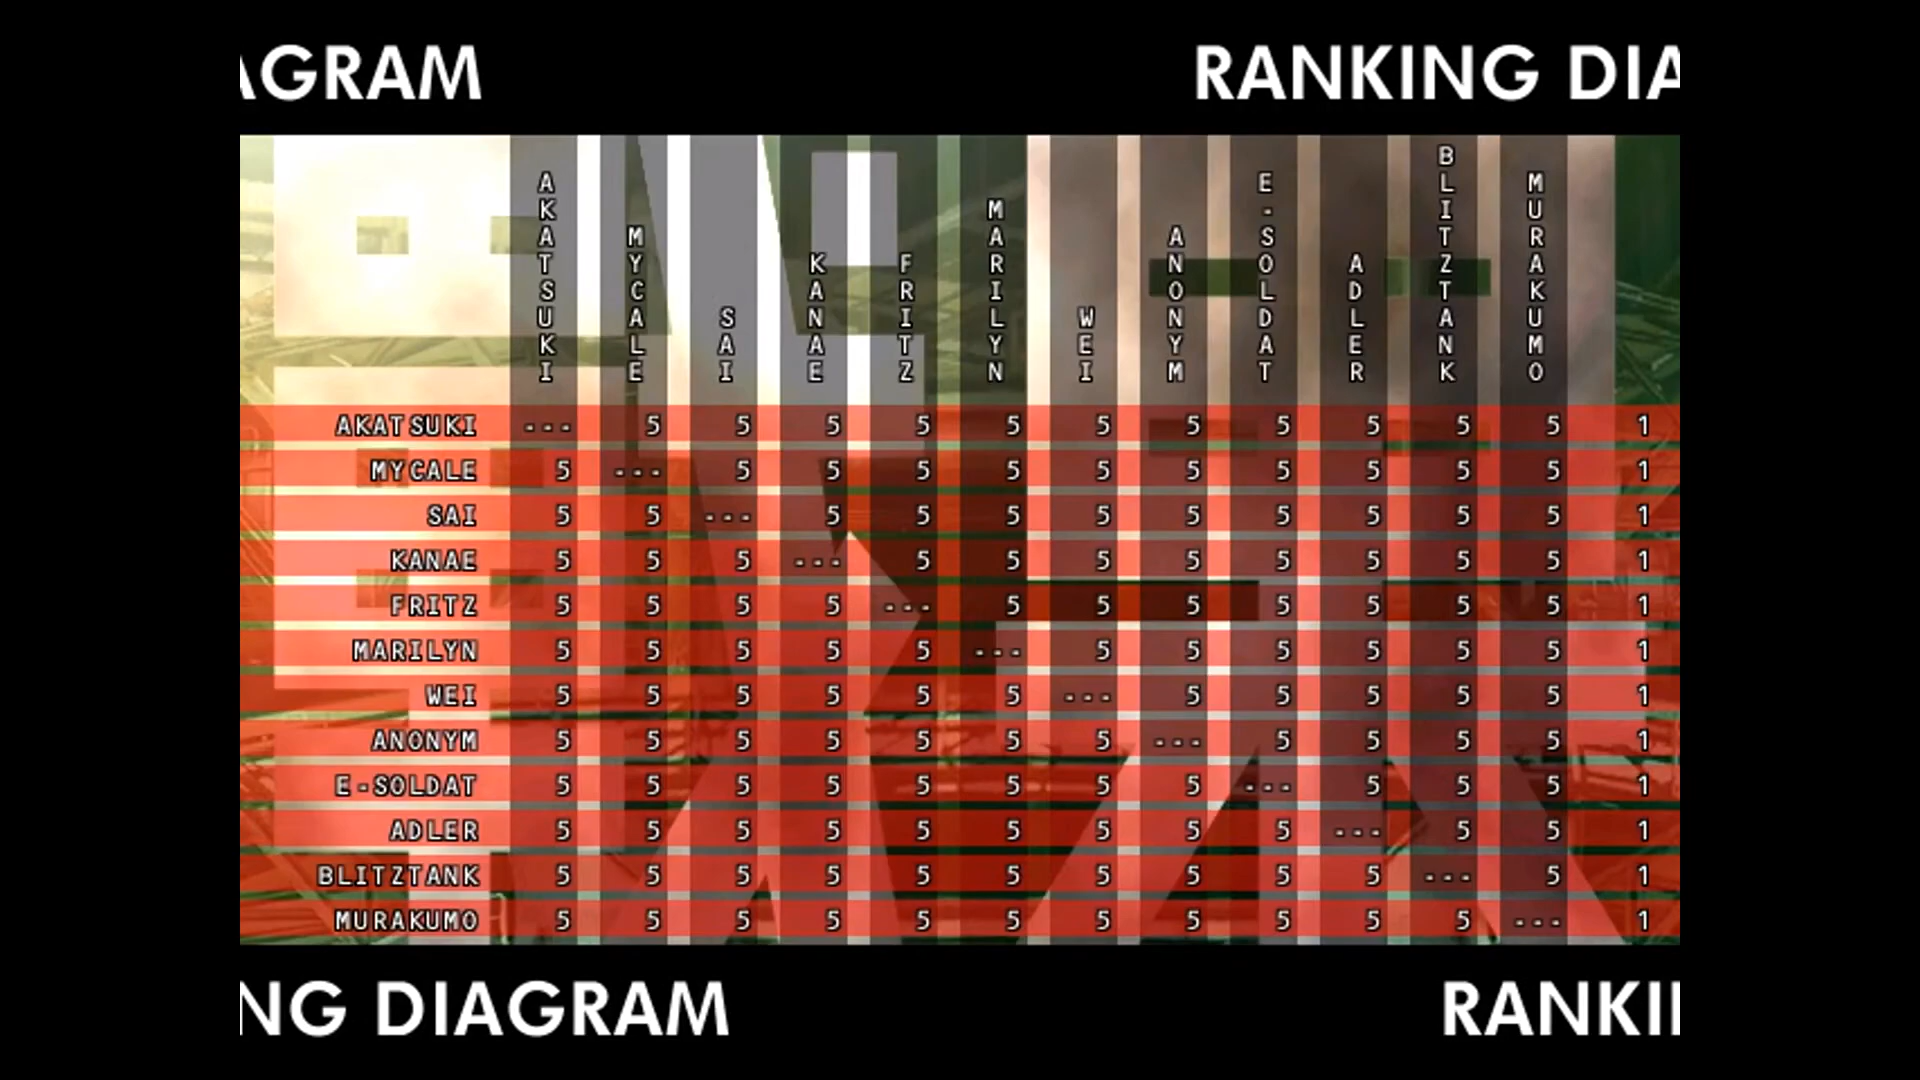 AGRAM RANKING DIA
AKATSUKI MYCALE SAI KANAE FRITZ MARILYN WEI ANONYM E-SOLDAT ADLER BLITZTANK MURAKUMO
AKATSUKI --- 5 5 5 5 5 5 5 5 5 5 5 1
MYCALE 5 --- 5 5 5 5 5 5 5 5 5 5 1
SAI 5 5 --- 5 5 5 5 5 5 5 5 5 1
KANAE 5 5 5 --- 5 5 5 5 5 5 5 5 1
FRITZ 5 5 5 5 --- 5 5 5 5 5 5 5 1
MARILYN 5 5 5 5 5 --- 5 5 5 5 5 5 1
WEI 5 5 5 5 5 5 --- 5 5 5 5 5 1
ANONYM 5 5 5 5 5 5 5 --- 5 5 5 5 1
E-SOLDAT 5 5 5 5 5 5 5 5 --- 5 5 5 1
ADLER 5 5 5 5 5 5 5 5 5 --- 5 5 1
BLITZTANK 5 5 5 5 5 5 5 5 5 5 --- 5 1
MURAKUMO 5 5 5 5 5 5 5 5 5 5 5 --- 1
NG DIAGRAM RANKI